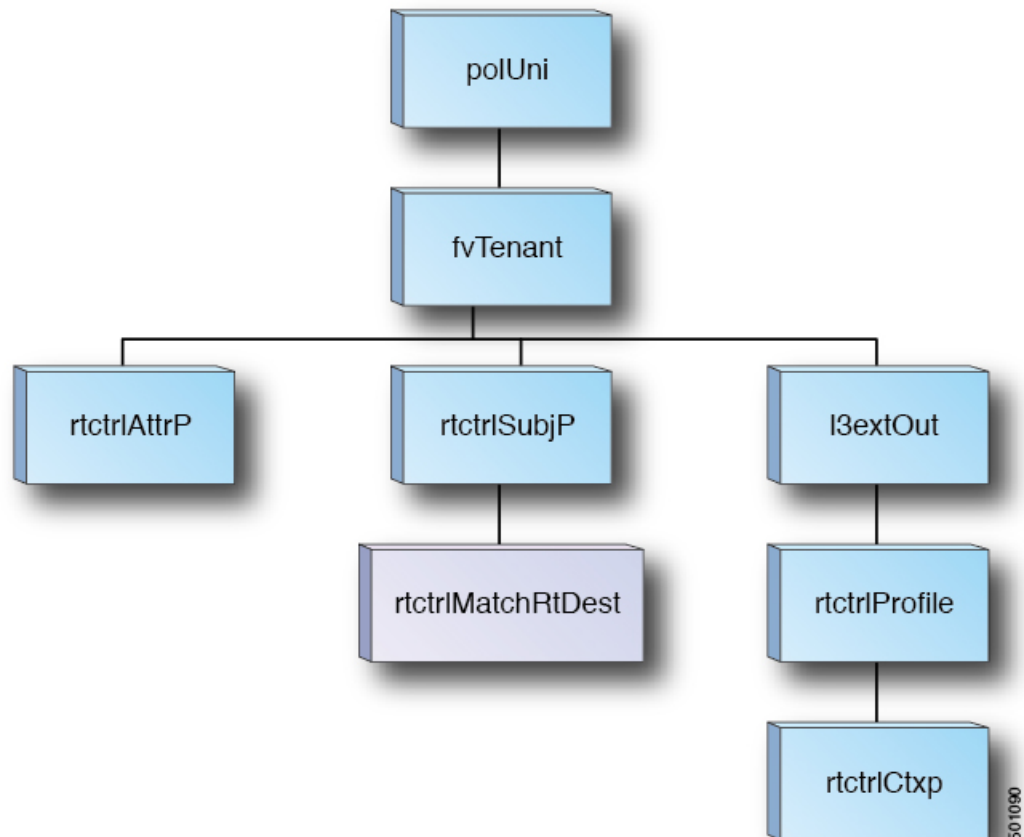 polUni
fvTenant
rtctrlAttrP
rtctrlSubjP
l3extOut
rtctrlMatchRtDest
rtctrlProfile
rtctrlCtxp
501090